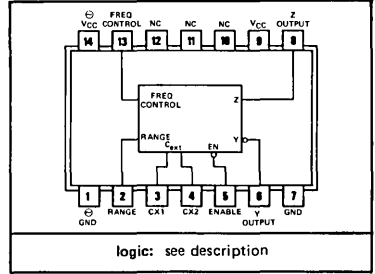 ⊖ FREQ Z
VCC CONTROL NC NC NC VCC OUTPUT
14 13 12 11 10 9 8
FREQ
CONTROL Z
RANGE Y
Cext EN
1 2 3 4 5 6 7
⊖ RANGE CX1 CX2 ENABLE Y GND
GND OUTPUT
logic: see description